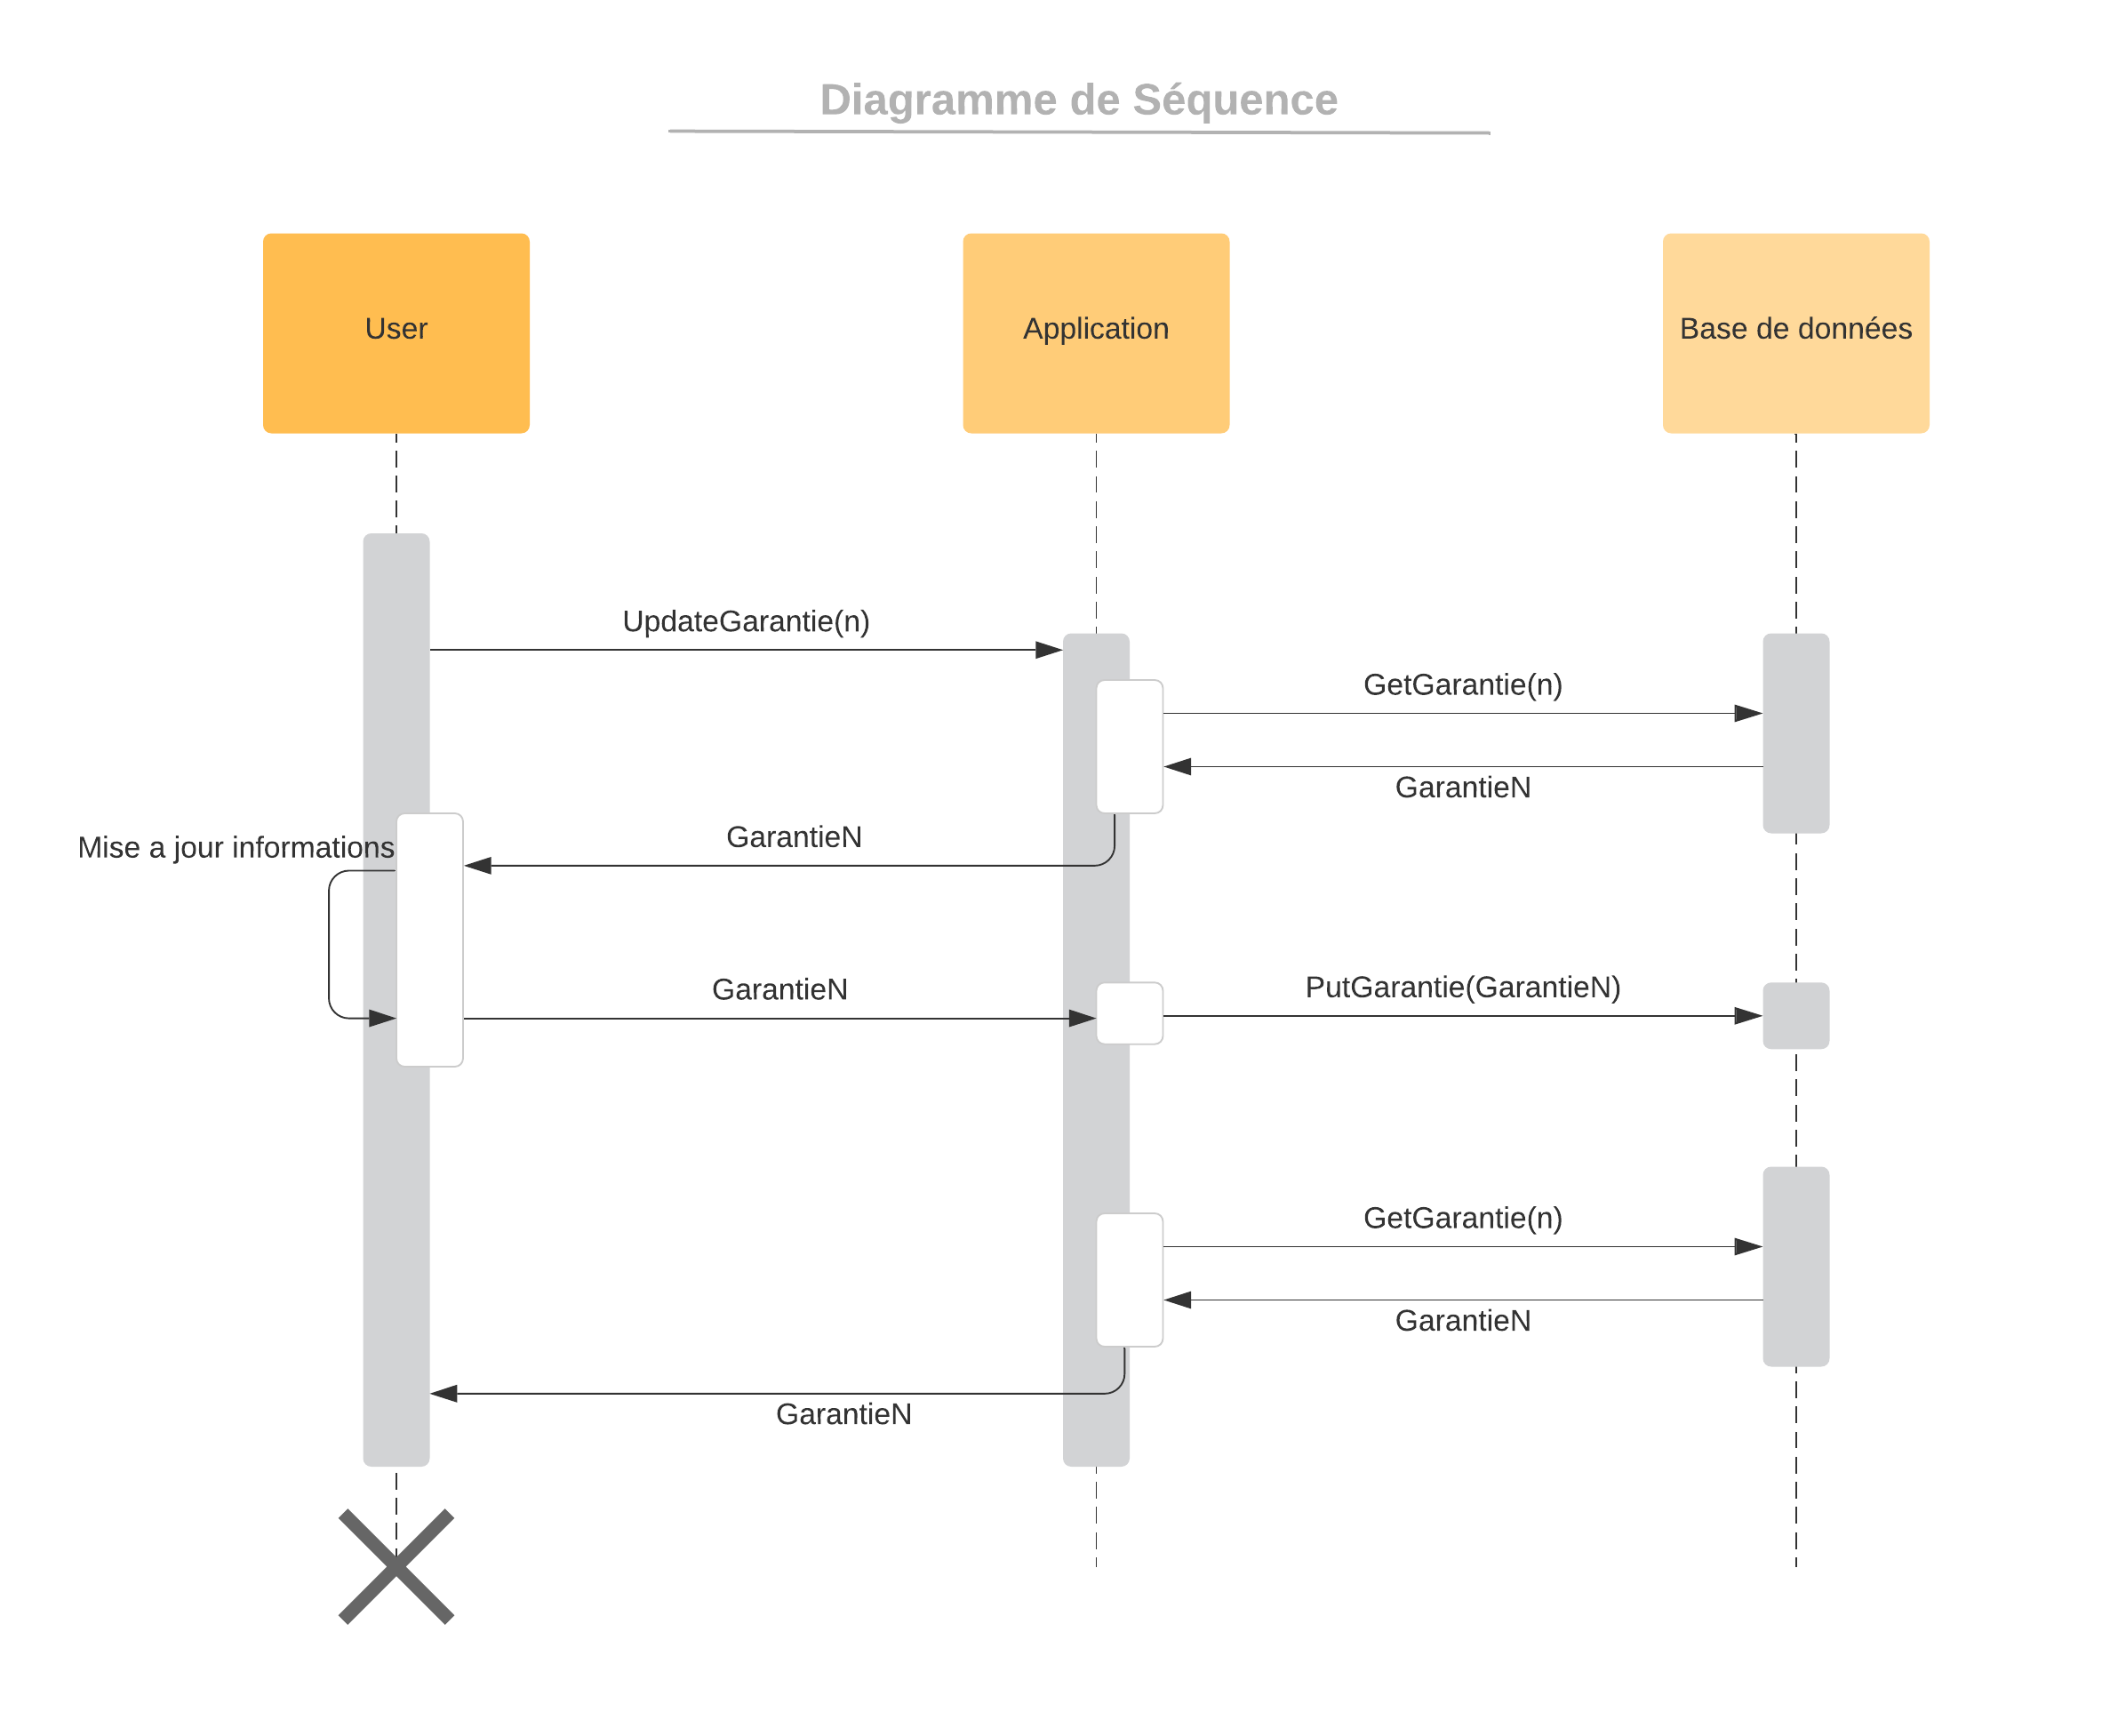 Diagramme de Séquence
User
Application
Base de données
UpdateGarantie(n)
GetGarantie(n)
GarantieN
GarantieN
Mise a jour informations
GarantieN
PutGarantie(GarantieN)
GetGarantie(n)
GarantieN
GarantieN